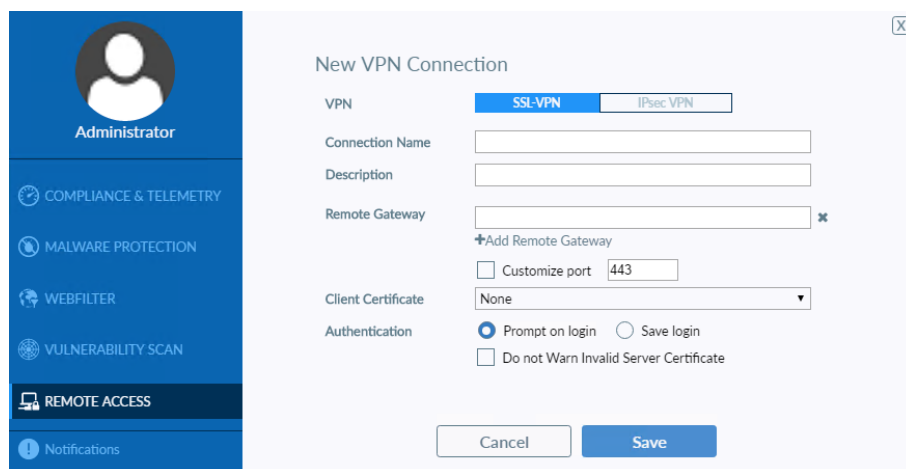 X
Administrator
COMPLIANCE & TELEMETRY
MALWARE PROTECTION
WEBFILTER
VULNERABILITY SCAN
REMOTE ACCESS
Notifications
New VPN Connection
VPN SSL-VPN IPsec VPN
Connection Name
Description
Remote Gateway
+Add Remote Gateway
Customize port 443
Client Certificate None
Authentication Prompt on login Save login
Do not Warn Invalid Server Certificate
Cancel Save